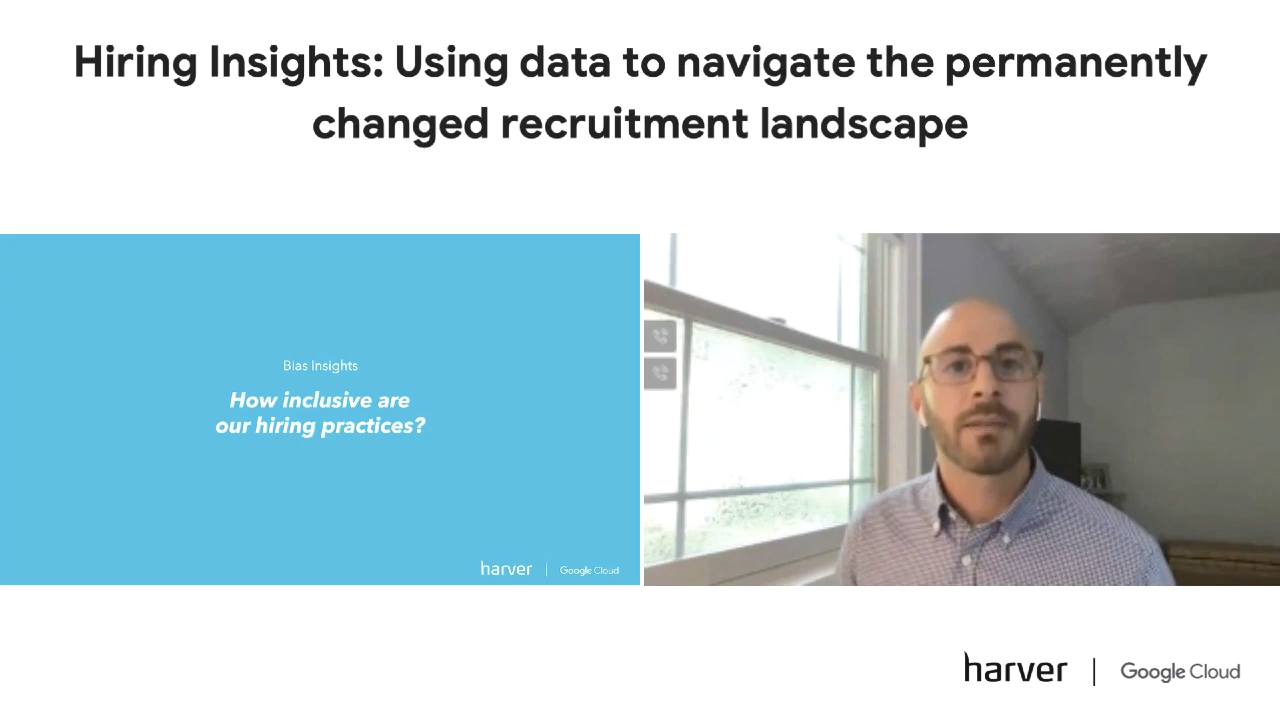 Hiring Insights: Using data to navigate the permanently
changed recruitment landscape
Bias Insights
How inclusive are
our hiring practices?
harver | Google Cloud
harver | Google Cloud